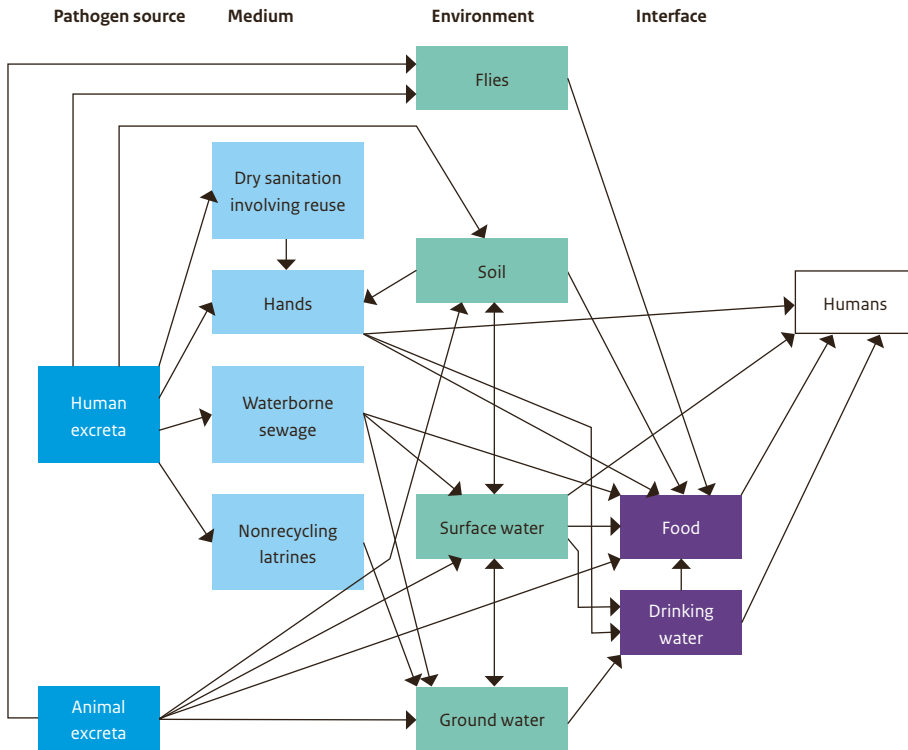 Pathogen source
Medium
Environment
Interface
Flies
Dry sanitation
involving reuse
Soil
Hands
Humans
Human
excreta
Waterborne
sewage
Nonrecycling
latrines
Surface water
Food
Drinking
water
Animal
excreta
Ground water